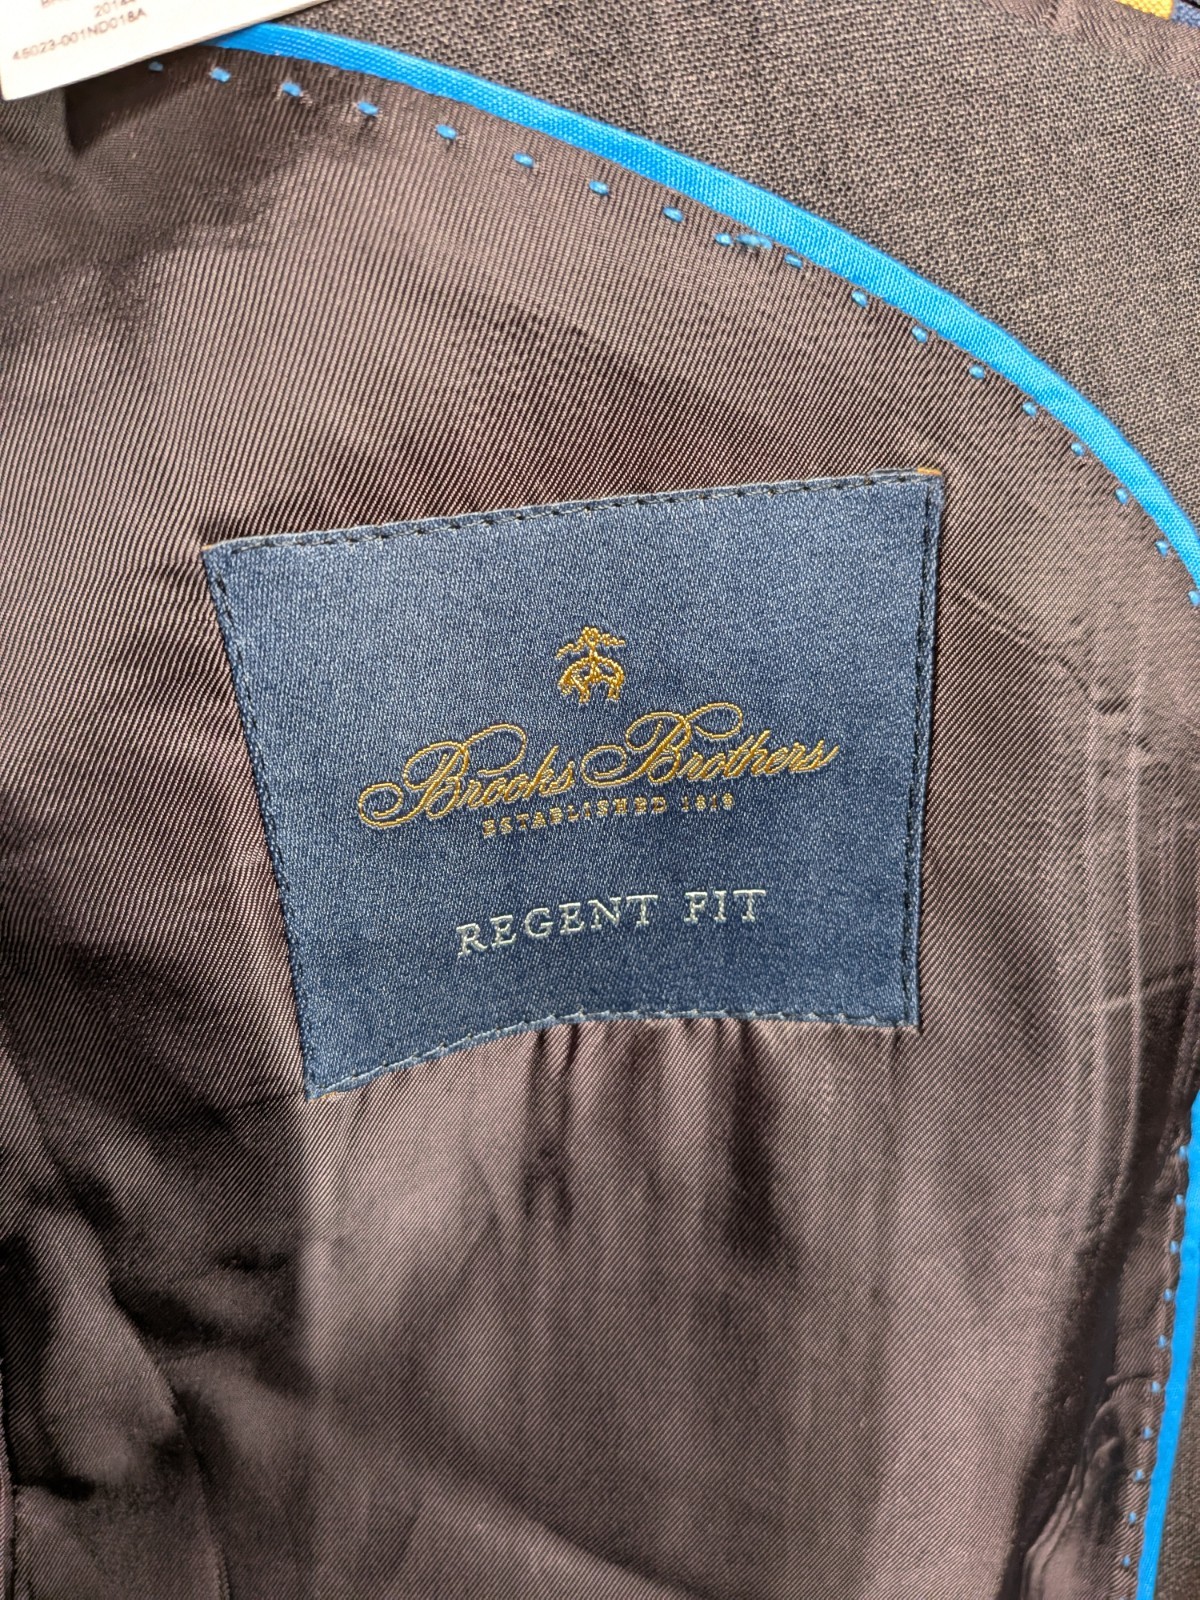 45023-001ND018A
Brooks Brothers
ESTABLISHED 1818
REGENT FIT